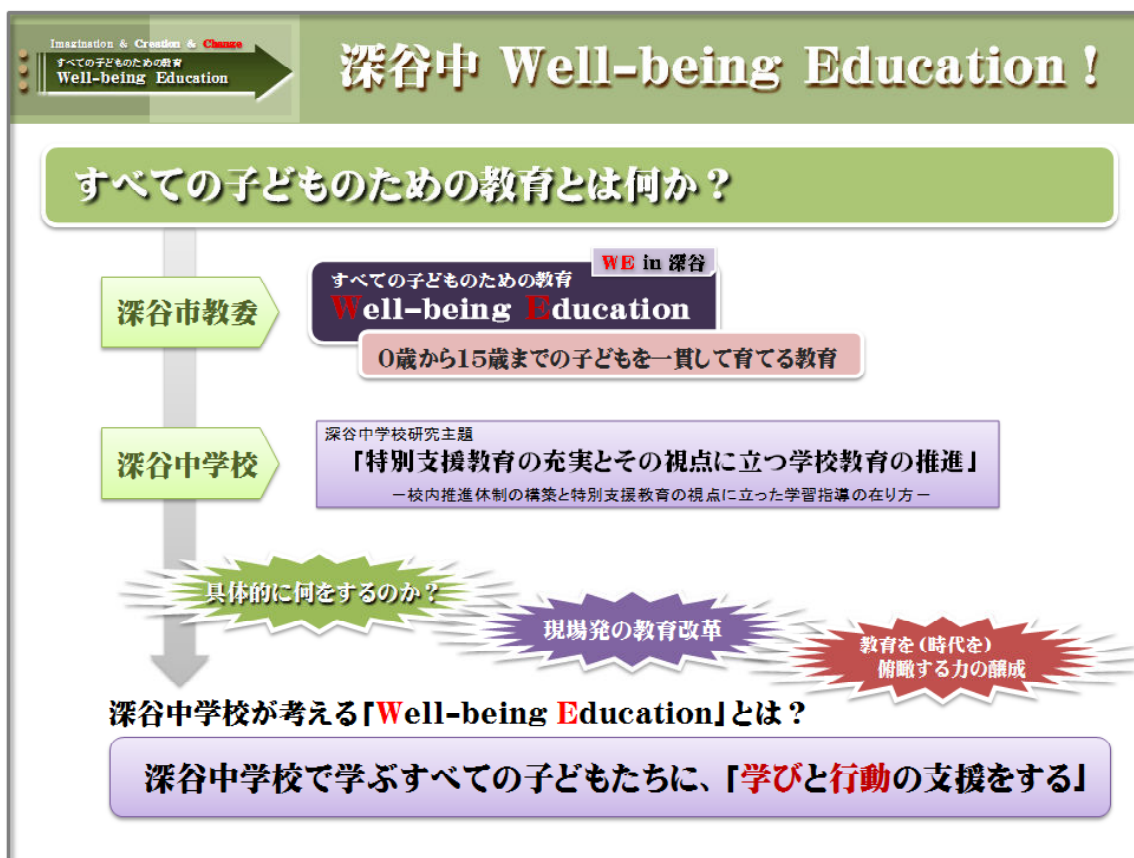 Imagination & Creation & Change
すべての子どものための教育
Well-being Education
深谷中 Well-being Education！
すべての子どものための教育とは何か？
深谷市教委
WE in 深谷
すべての子どものための教育
Well-being Education
0歳から15歳までの子どもを一貫して育てる教育
深谷中学校
深谷中学校研究主題
「特別支援教育の充実とその視点に立つ学校教育の推進」
－校内推進体制の構築と特別支援教育の視点に立った学習指導の在り方－
具体的に何をするのか？
現場発の教育改革
教育を（時代を）
俯瞰する力の醸成
深谷中学校が考える「Well-being Education」とは？
深谷中学校で学ぶすべての子どもたちに、「学びと行動の支援をする」